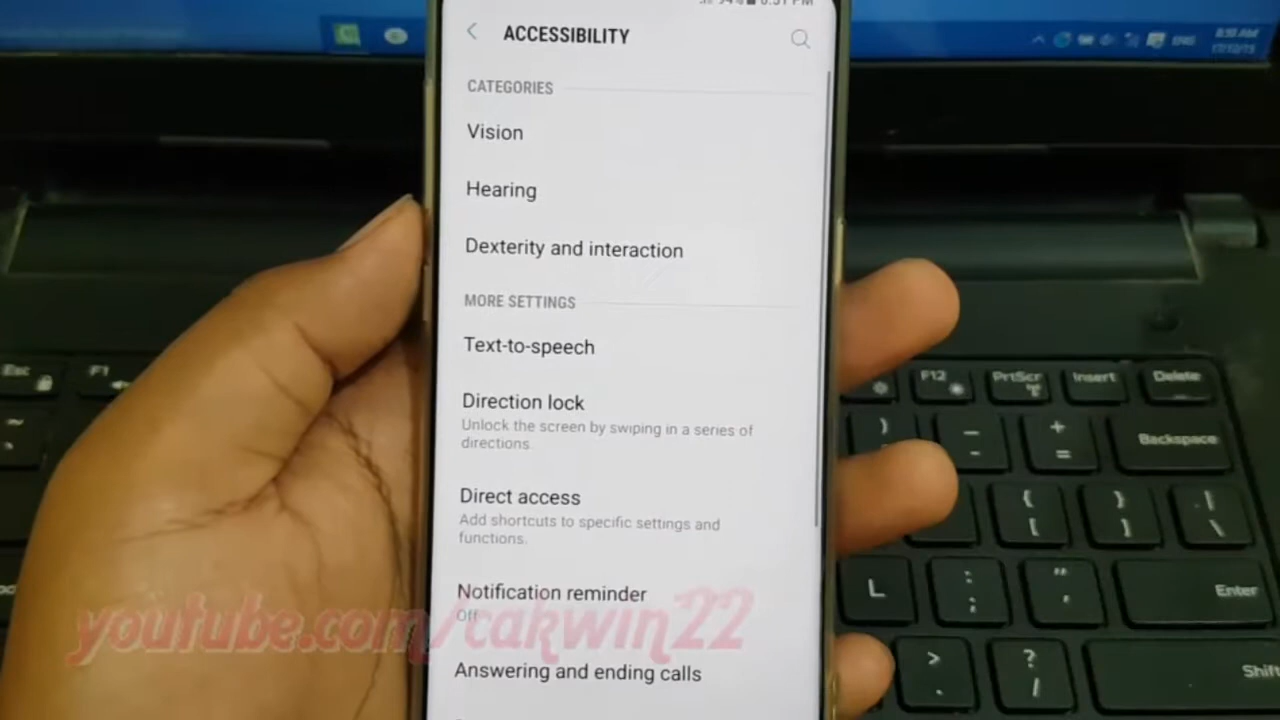 ACCESSIBILITY
CATEGORIES
Vision
Hearing
Dexterity and interaction
MORE SETTINGS
Text-to-speech
Direction lock
Unlock the screen by swiping in a series of
directions.
Direct access
Add shortcuts to specific settings and
functions.
Notification reminder
Off
Answering and ending calls
youtube.com/cakwin22
ENG
Esc
F1
F12
PrtScr
Insert
Delete
Backspace
L
Enter
Shift